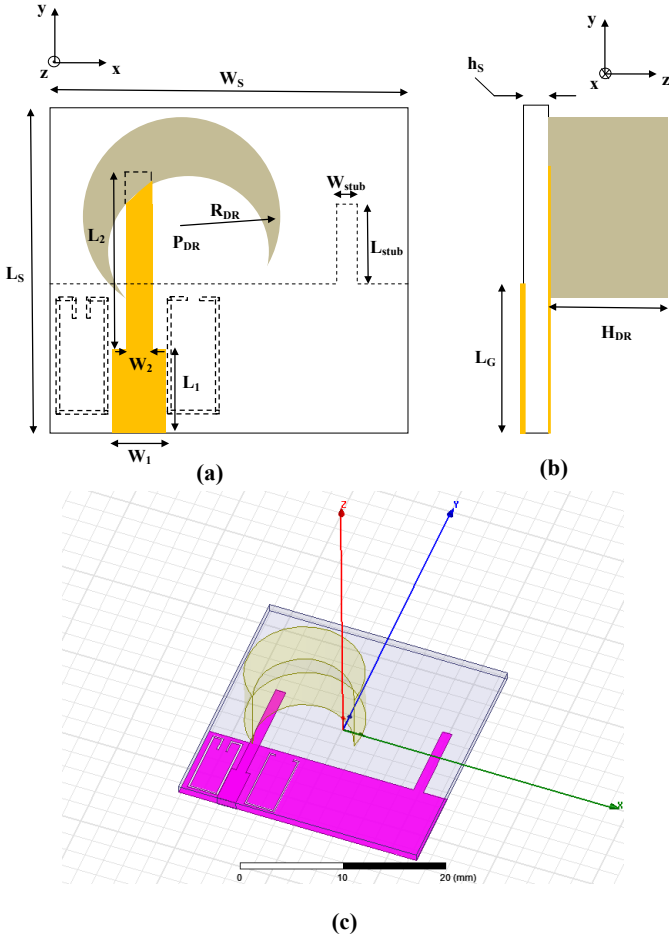 y
z
x
W_S
L_S
W_stub
R_DR
P_DR
L_2
L_stub
W_2
L_1
W_1
(a)
y
h_S
x
z
H_DR
L_G
(b)
Z
Y
X
0
10
20 (mm)
(c)